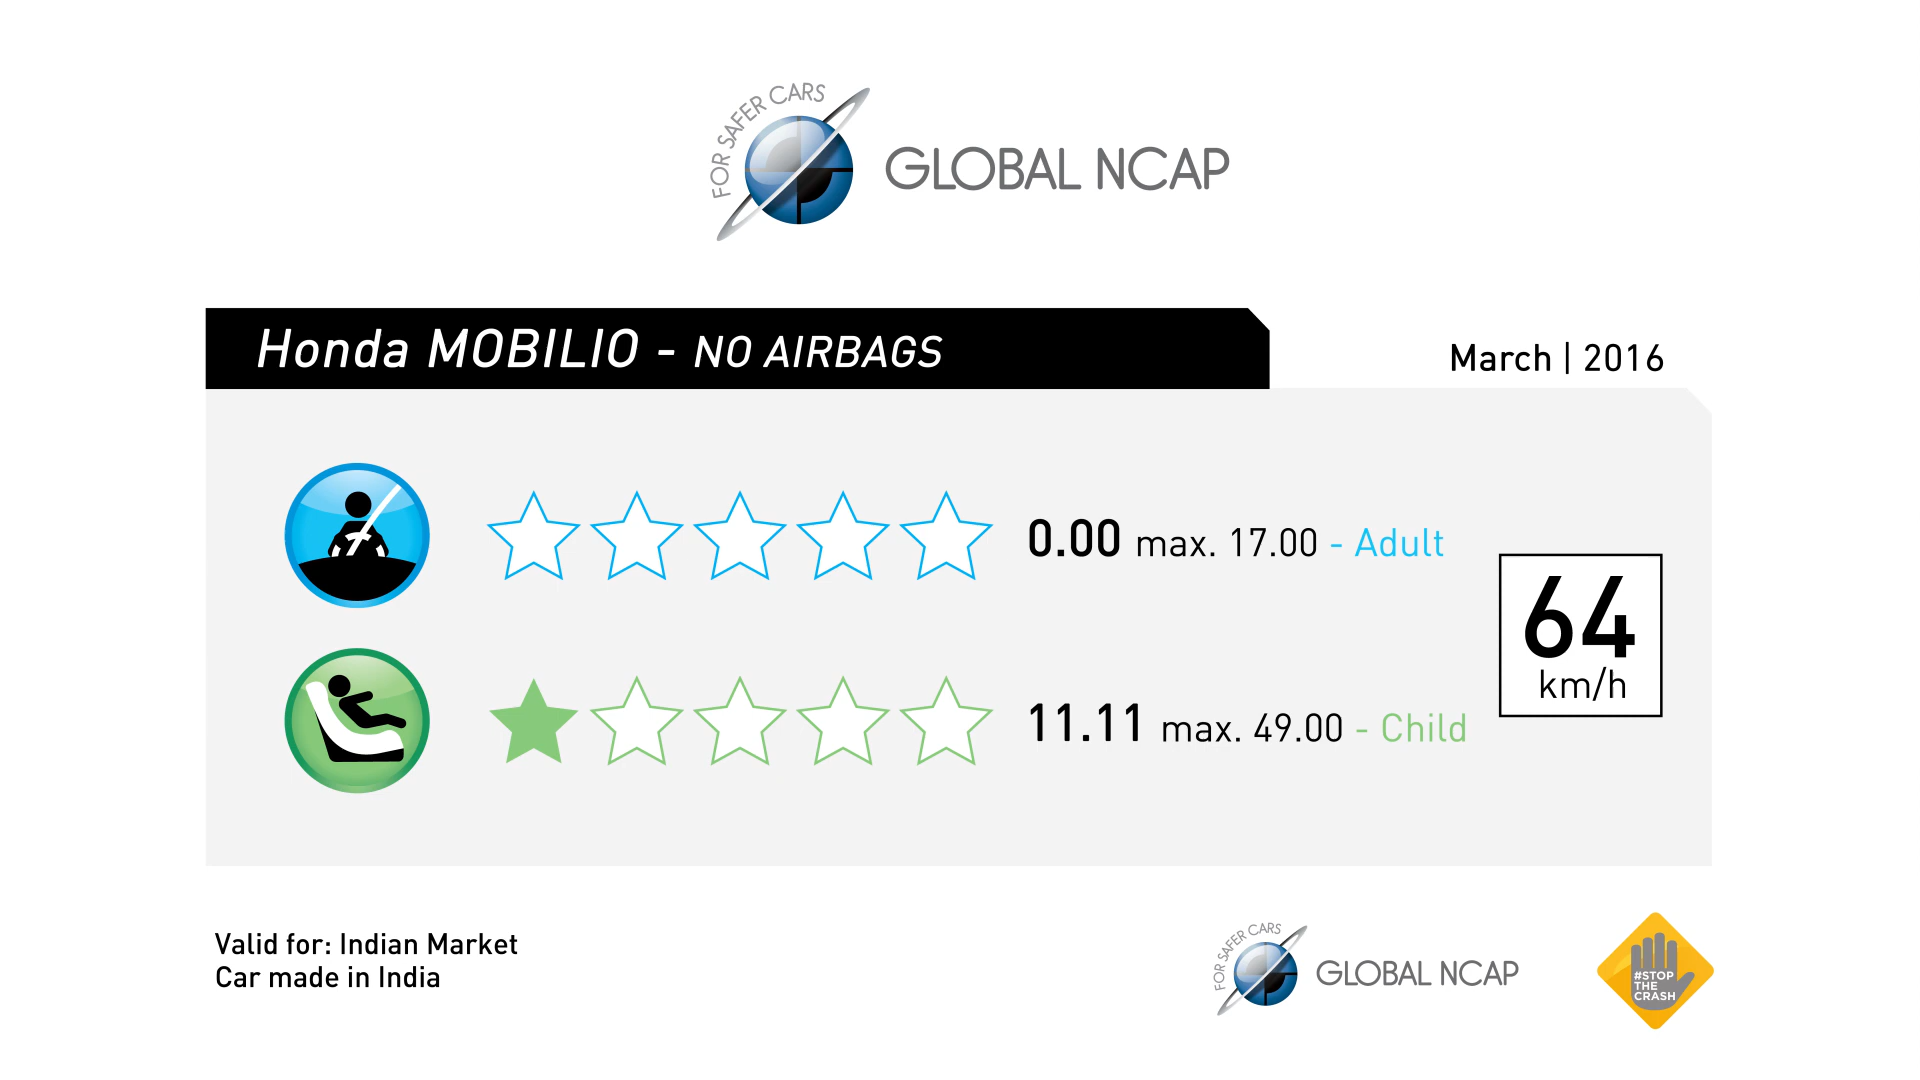 FOR SAFER CARS
GLOBAL NCAP
Honda MOBILIO - NO AIRBAGS
March | 2016
0.00 max. 17.00 - Adult
11.11 max. 49.00 - Child
64
km/h
Valid for: Indian Market
Car made in India
FOR SAFER CARS
GLOBAL NCAP
#STOP
THE
CRASH